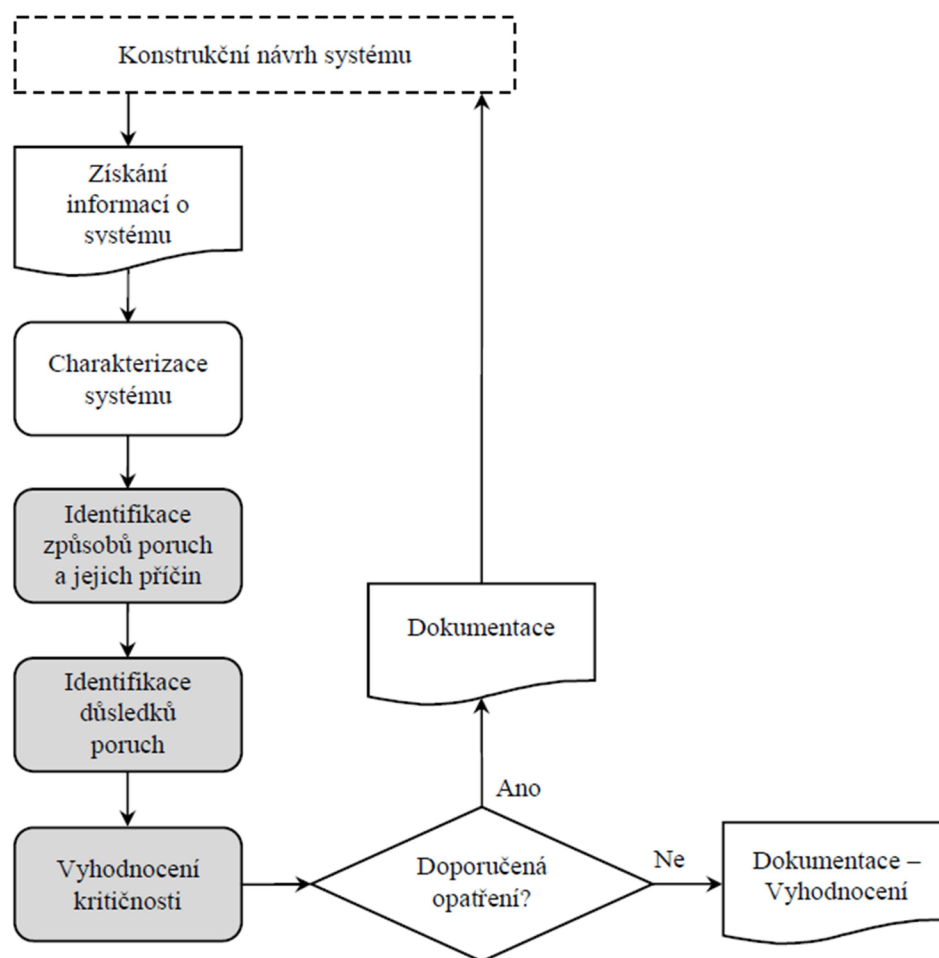 Konstrukční návrh systému
Získání
informací o
systému
Charakterizace
systému
Identifikace
způsobů poruch
a jejich příčin
Identifikace
důsledků
poruch
Vyhodnocení
kritičnosti
Doporučená
opatření?
Ano
Dokumentace
Ne
Dokumentace –
Vyhodnocení